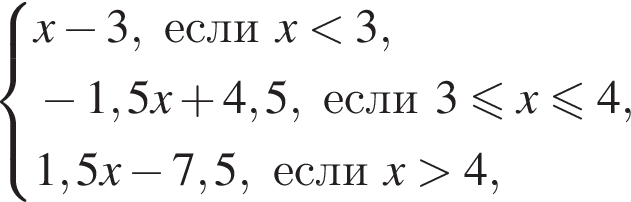 x − 3, если x < 3,
− 1,5x + 4,5, если 3 ⩽ x ⩽ 4,
1,5x − 7,5, если x > 4,